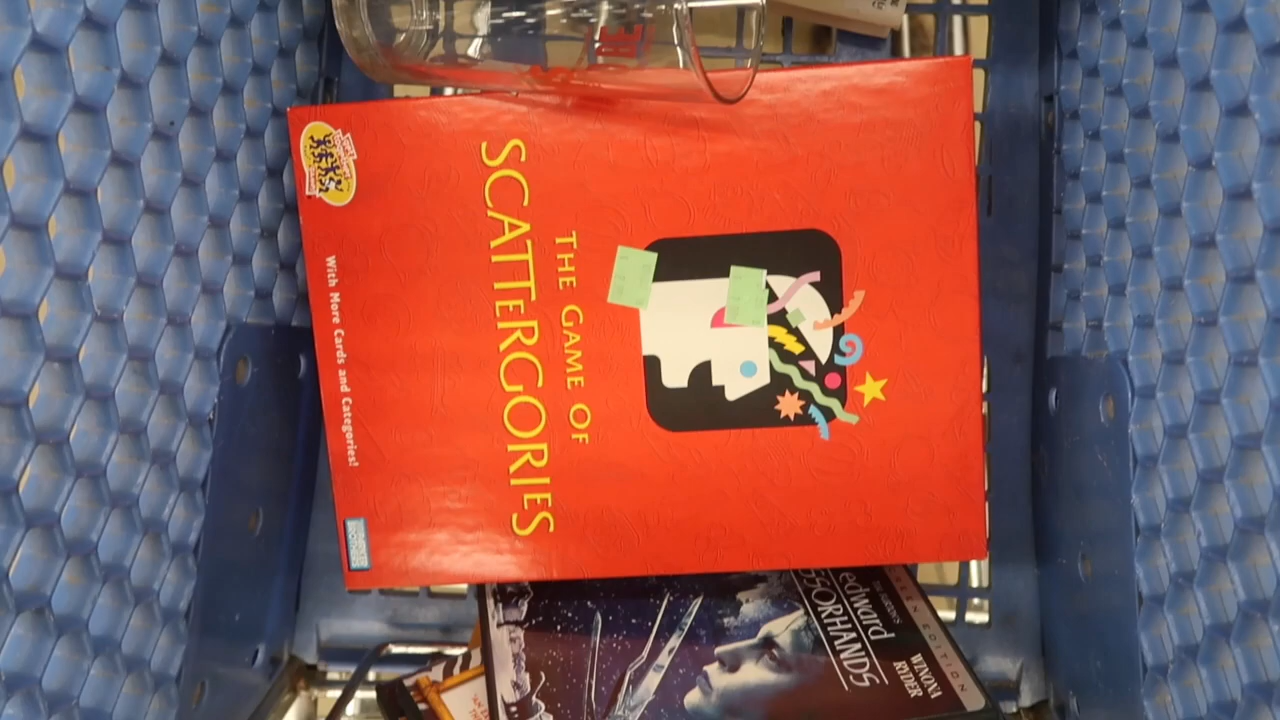 THE GAME OF
SCATTERGORIES
With More Cards and Categories!
edward
SCISSORHANDS
WINONA
RYDER